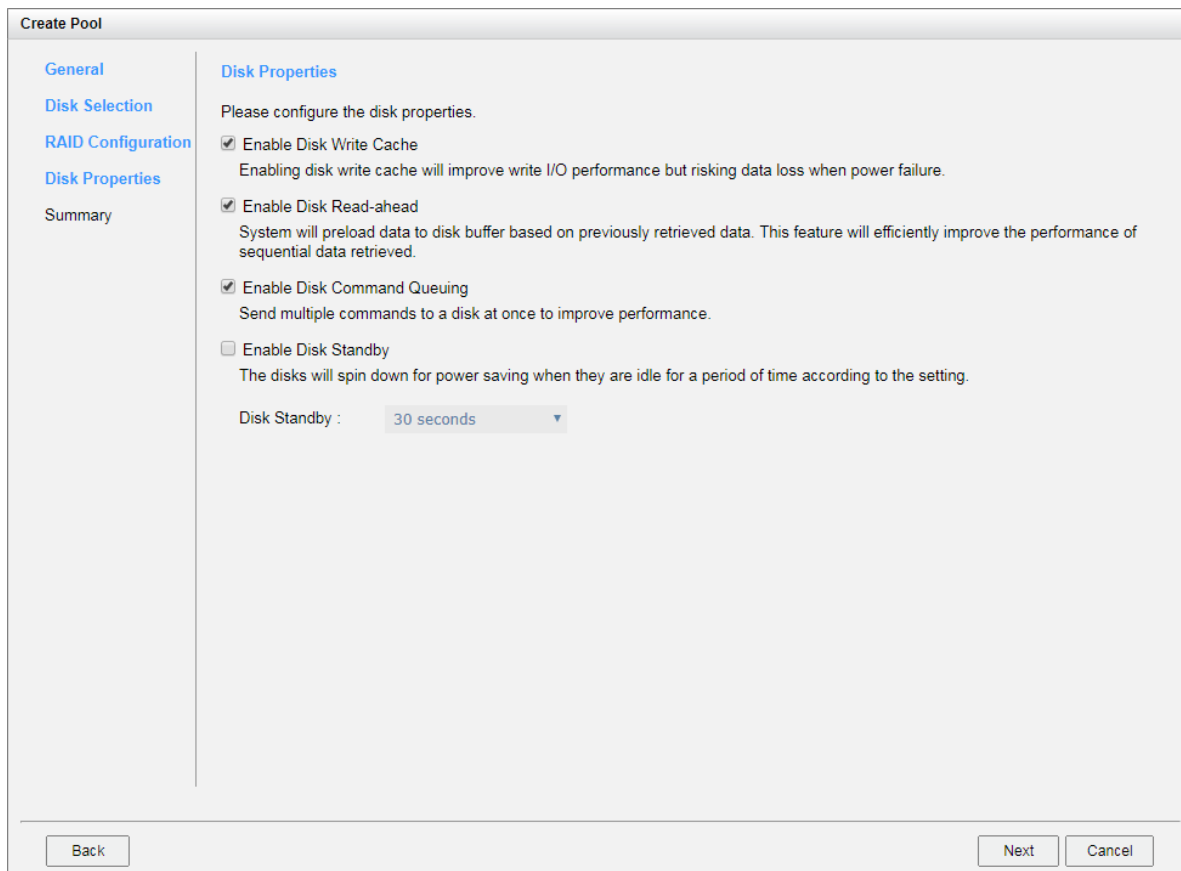 Create Pool
General
Disk Selection
RAID Configuration
Disk Properties
Summary
Disk Properties
Please configure the disk properties.
Enable Disk Write Cache
Enabling disk write cache will improve write I/O performance but risking data loss when power failure.
Enable Disk Read-ahead
System will preload data to disk buffer based on previously retrieved data. This feature will efficiently improve the performance of
sequential data retrieved.
Enable Disk Command Queuing
Send multiple commands to a disk at once to improve performance.
Enable Disk Standby
The disks will spin down for power saving when they are idle for a period of time according to the setting.
Disk Standby : 30 seconds
Back Next Cancel